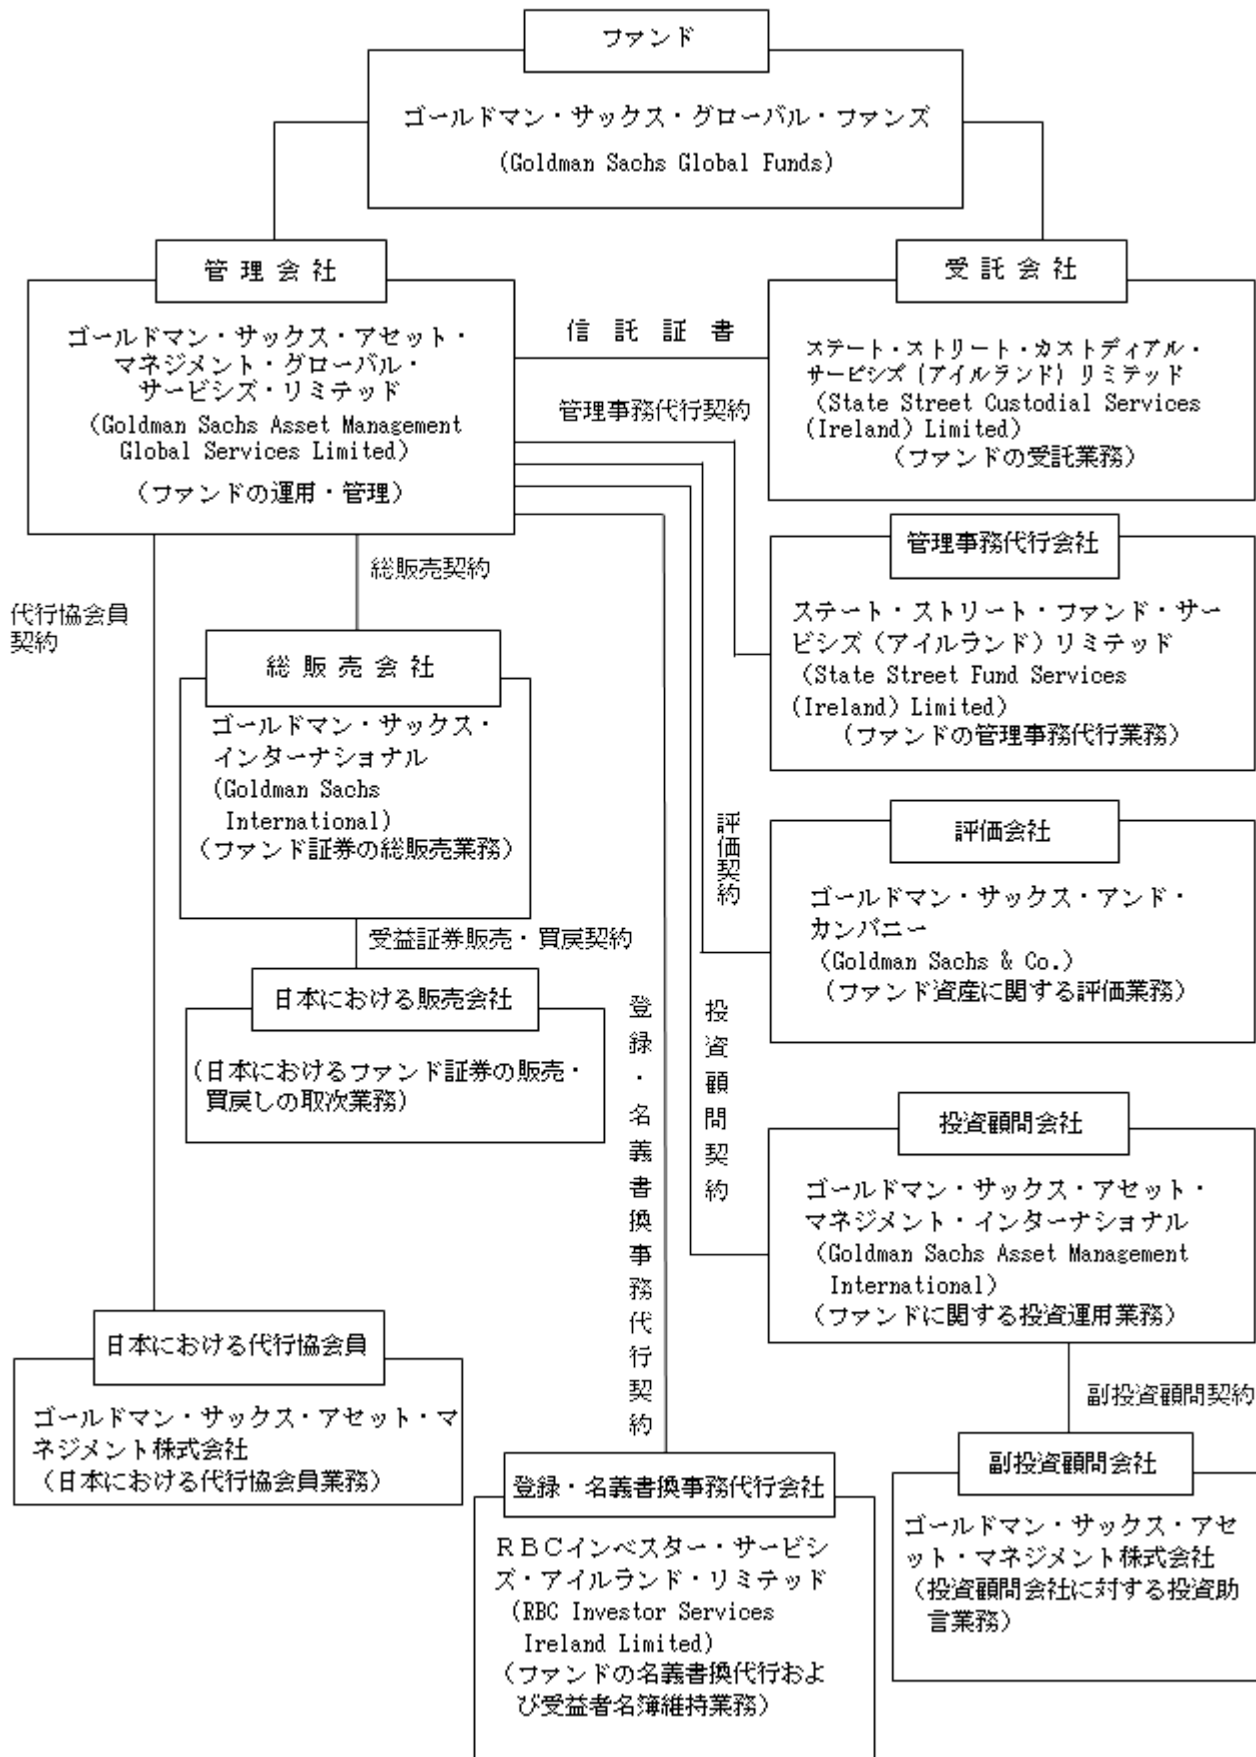 ファンド
ゴールドマン・サックス・グローバル・ファンズ
(Goldman Sachs Global Funds)
管理会社
ゴールドマン・サックス・アセット・
マネジメント・グローバル・
サービシズ・リミテッド
(Goldman Sachs Asset Management
Global Services Limited)
(ファンドの運用・管理)
信託証書
管理事務代行契約
受託会社
ステート・ストリート・カストディアル・
サービシズ(アイルランド)リミテッド
(State Street Custodial Services
(Ireland) Limited)
(ファンドの受託業務)
管理事務代行会社
ステート・ストリート・ファンド・サー
ビシズ(アイルランド)リミテッド
(State Street Fund Services
(Ireland) Limited)
(ファンドの管理事務代行業務)
代行協会員
契約
総販売契約
総販売会社
ゴールドマン・サックス・
インターナショナル
(Goldman Sachs
International)
(ファンド証券の総販売業務)
受益証券販売・買戻契約
日本における販売会社
(日本におけるファンド証券の販売・
買戻しの取次業務)
評価契約
評価会社
ゴールドマン・サックス・アンド・
カンパニー
(Goldman Sachs & Co.)
(ファンド資産に関する評価業務)
登録・名義書換事務代行契約
投資顧問契約
投資顧問会社
ゴールドマン・サックス・アセット・
マネジメント・インターナショナル
(Goldman Sachs Asset Management
International)
(ファンドに関する投資運用業務)
日本における代行協会員
ゴールドマン・サックス・アセット・マ
ネジメント株式会社
(日本における代行協会員業務)
副投資顧問契約
副投資顧問会社
ゴールドマン・サックス・アセ
ット・マネジメント株式会社
(投資顧問会社に対する投資助
言業務)
登録・名義書換事務代行会社
RBCインベスター・サービシ
ズ・アイルランド・リミテッド
(RBC Investor Services
Ireland Limited)
(ファンドの名義書換代行およ
び受益者名簿維持業務)